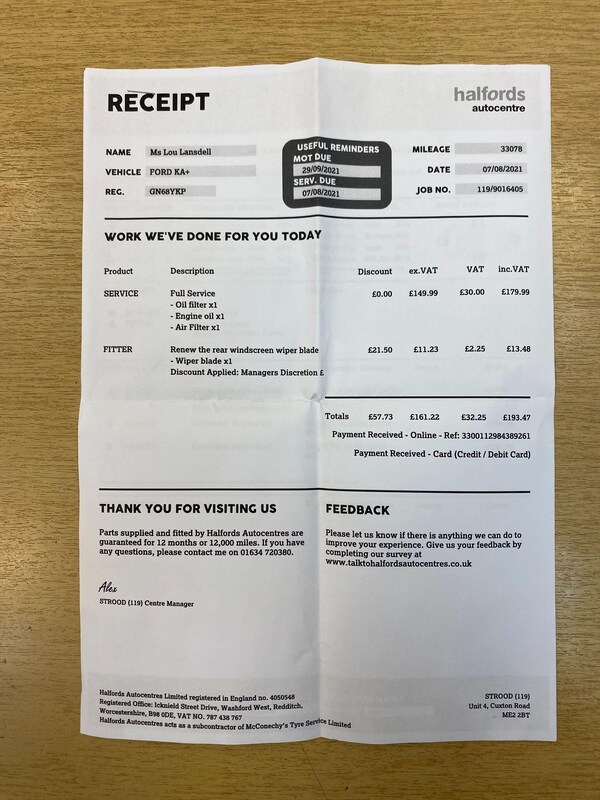 RECEIPT
halfords
autocentre
NAME Ms Lou Lansdell
VEHICLE FORD KA+
REG. GN68YKP
USEFUL REMINDERS
MOT DUE
29/09/2021
SERV. DUE
07/08/2021
MILEAGE 33078
DATE 07/08/2021
JOB NO. 119/9016405
WORK WE'VE DONE FOR YOU TODAY
Product Description Discount ex.VAT VAT inc.VAT
SERVICE Full Service £0.00 £149.99 £30.00 £179.99
- Oil filter x1
- Engine oil x1
- Air Filter x1
FITTER Renew the rear windscreen wiper blade £21.50 £11.23 £2.25 £13.48
- Wiper blade x1
Discount Applied: Managers Discretion £
Totals £57.73 £161.22 £32.25 £193.47
Payment Received - Online - Ref: 3300112984389261
Payment Received - Card (Credit / Debit Card)
THANK YOU FOR VISITING US
Parts supplied and fitted by Halfords Autocentres are
guaranteed for 12 months or 12,000 miles. If you have
any questions, please contact me on 01634 720380.
Alex
STROOD (119) Centre Manager
FEEDBACK
Please let us know if there is anything we can do to
improve your experience. Give us your feedback by
completing our survey at
www.talktohalfordsautocentres.co.uk
Halfords Autocentres Limited registered in England no. 4050548
Registered Office: Icknield Street Drive, Washford West, Redditch,
Worcestershire, B98 0DE, VAT NO. 787 438 767
Halfords Autocentres acts as a subcontractor of McConechy's Tyre Service Limited
STROOD (119)
Unit 4, Cuxton Road
ME2 2BT